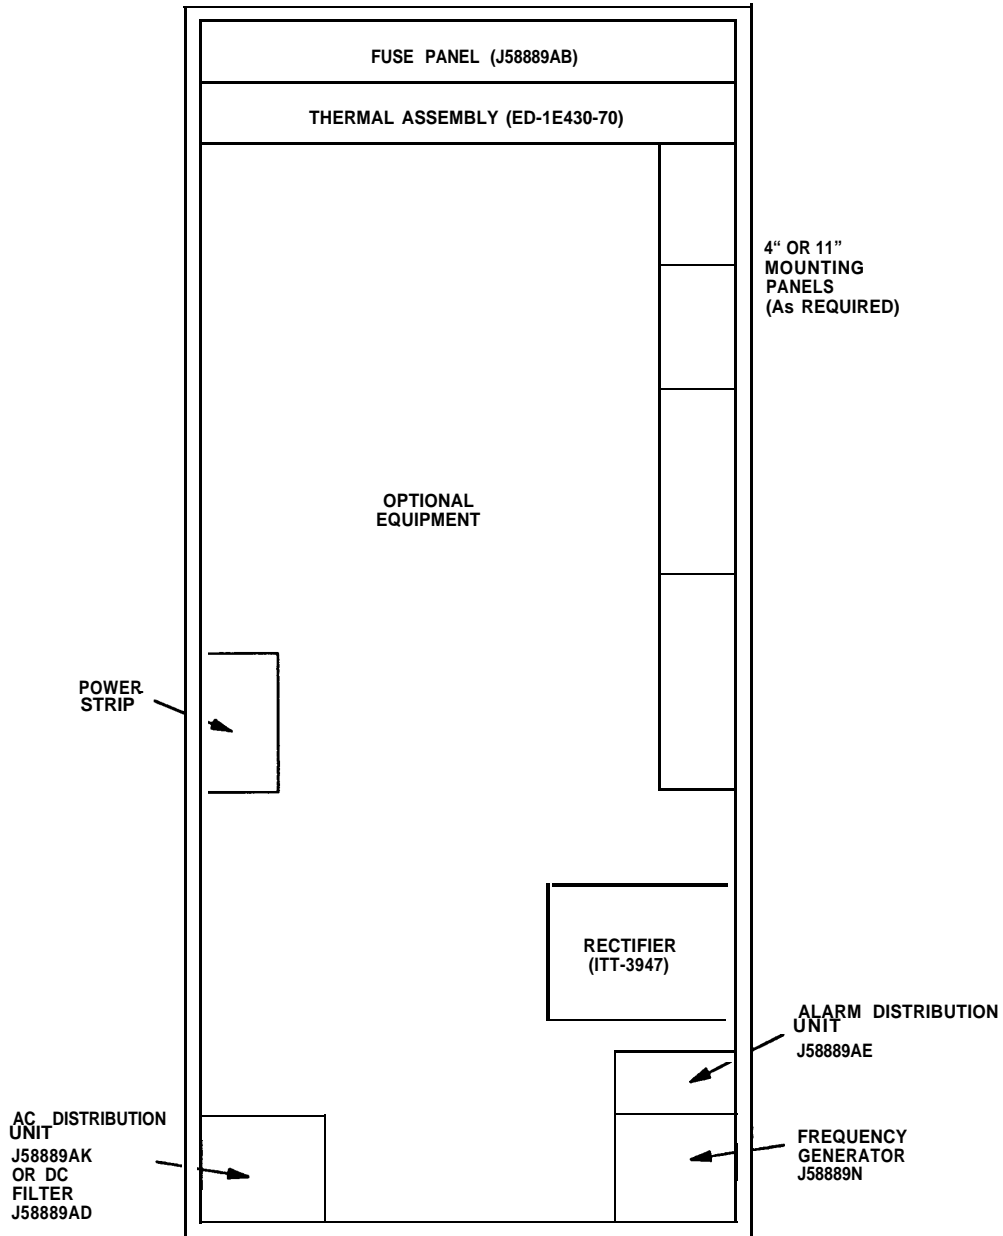 FUSE PANEL (J58889AB)
THERMAL ASSEMBLY (ED-1E430-70)
4“ OR 11”
MOUNTING
PANELS
(As REQUIRED)
OPTIONAL
EQUIPMENT
POWER
STRIP
RECTIFIER
(ITT-3947)
ALARM DISTRIBUTION
UNIT
J58889AE
AC DISTRIBUTION
UNIT
J58889AK
OR DC
FILTER
J58889AD
FREQUENCY
GENERATOR
J58889N